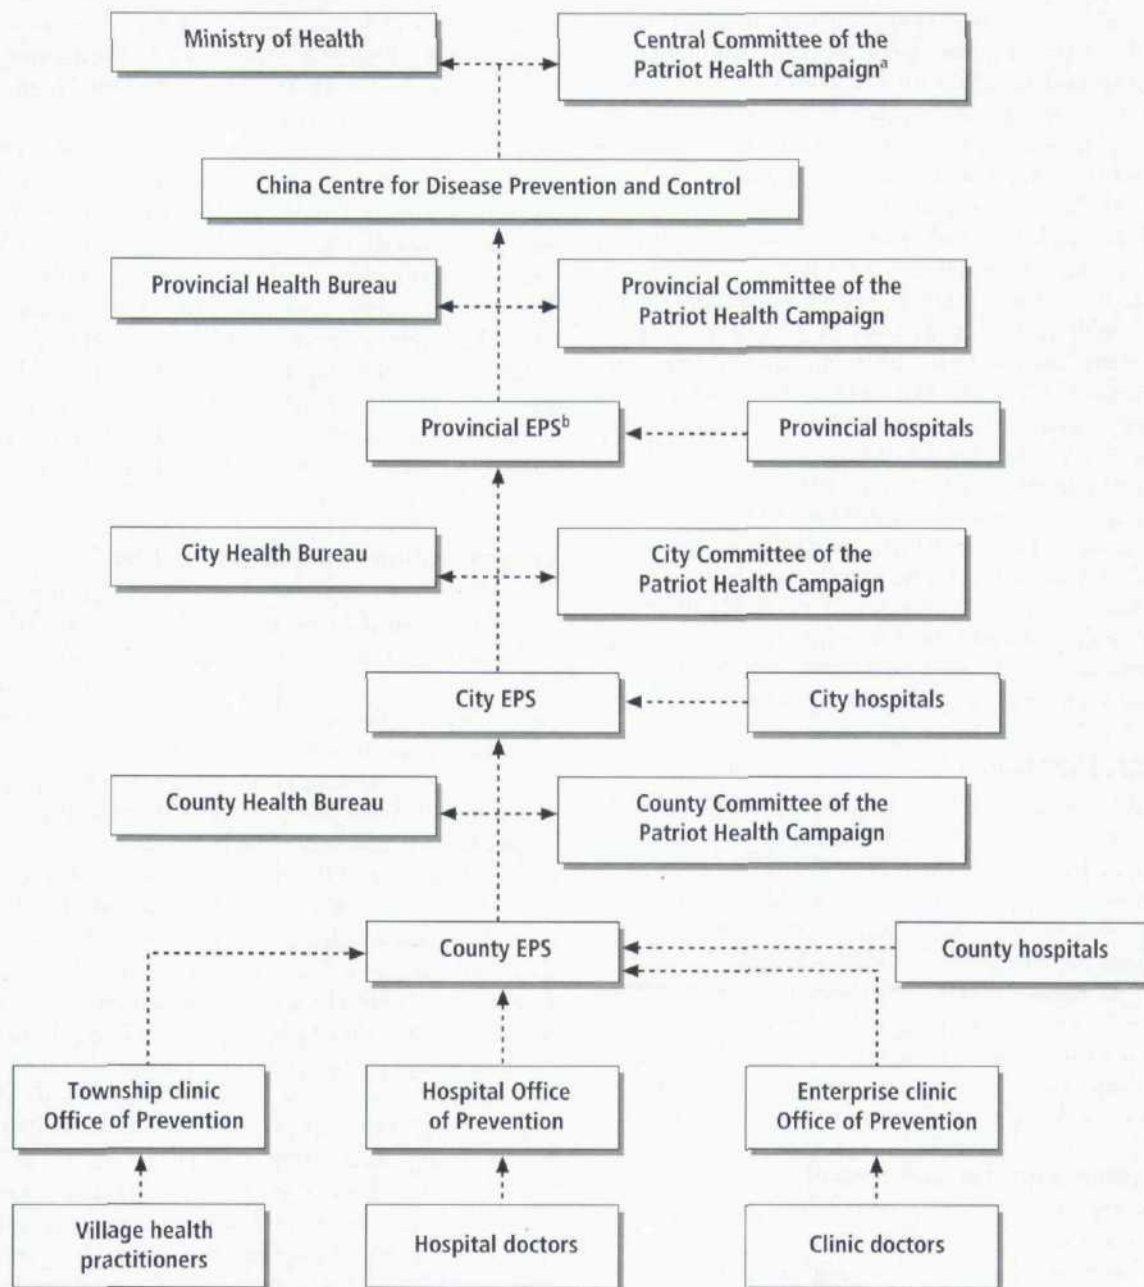 Ministry of Health
Central Committee of the
Patriot Health Campaignᵃ
China Centre for Disease Prevention and Control
Provincial Health Bureau
Provincial Committee of the
Patriot Health Campaign
Provincial EPSᵇ
Provincial hospitals
City Health Bureau
City Committee of the
Patriot Health Campaign
City EPS
City hospitals
County Health Bureau
County Committee of the
Patriot Health Campaign
County EPS
County hospitals
Township clinic
Office of Prevention
Hospital Office
of Prevention
Enterprise clinic
Office of Prevention
Village health
practitioners
Hospital doctors
Clinic doctors